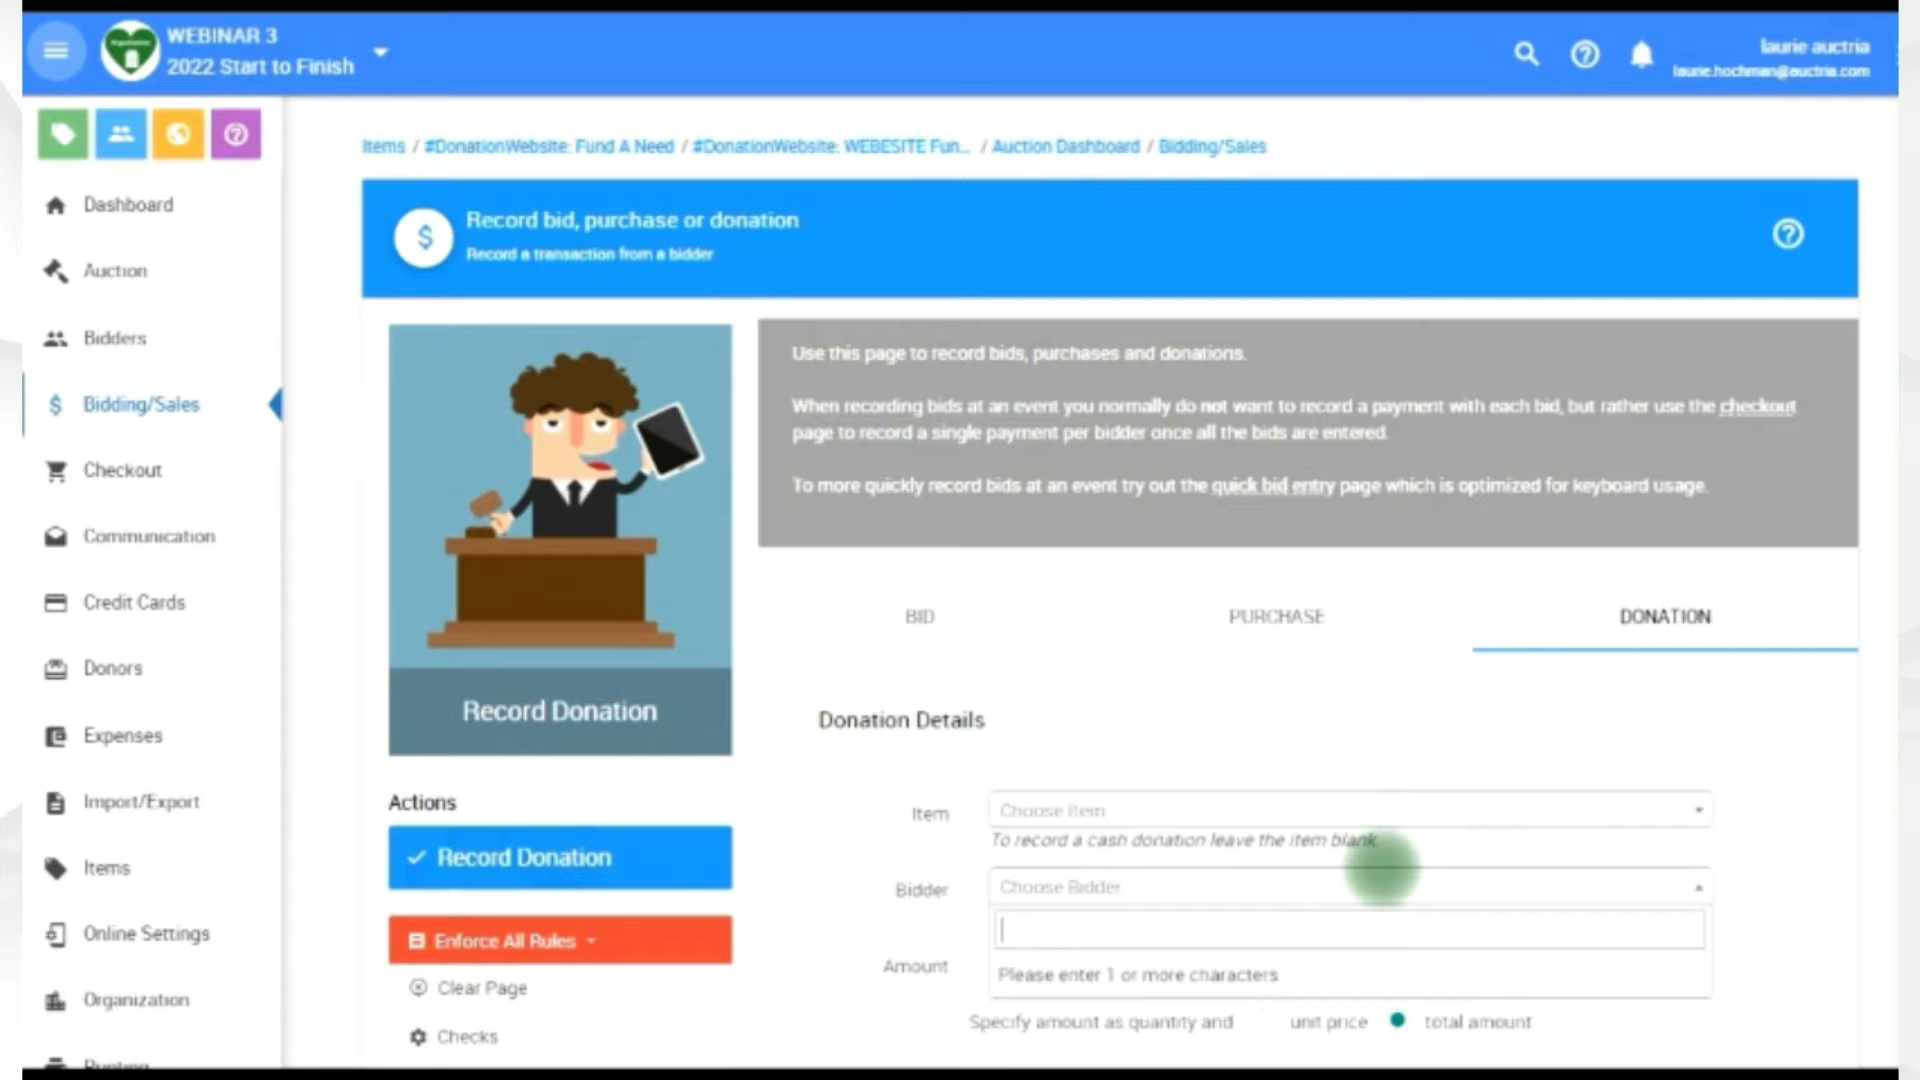 WEBINAR 3
2022 Start to Finish
laurie auctria
laurie.hochman@auctria.com
Items / #DonationWebsite: Fund A Need / #DonationWebsite: WEBESITE Fun... / Auction Dashboard / Bidding/Sales
Dashboard
Auction
Bidders
Bidding/Sales
Checkout
Communication
Credit Cards
Donors
Expenses
Import/Export
Items
Online Settings
Organization
$
Record bid, purchase or donation
Record a transaction from a bidder
Record Donation
Use this page to record bids, purchases and donations.
When recording bids at an event you normally do not want to record a payment with each bid, but rather use the checkout
page to record a single payment per bidder once all the bids are entered.
To more quickly record bids at an event try out the quick bid entry page which is optimized for keyboard usage.
BID PURCHASE DONATION
Actions
Record Donation
Enforce All Rules
Clear Page
Checks
Donation Details
Item Choose Item
To record a cash donation leave the item blank.
Bidder Choose Bidder
Please enter 1 or more characters
Amount
Specify amount as quantity and unit price total amount